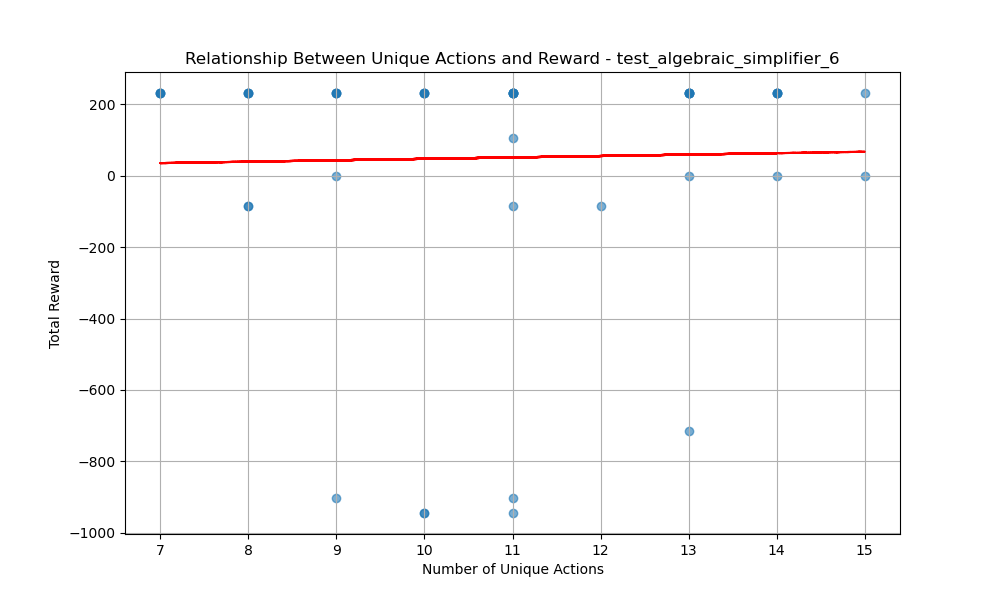 Relationship Between Unique Actions and Reward - test_algebraic_simplifier_6
Total Reward
200
0
−200
−400
−600
−800
−1000
7 8 9 10 11 12 13 14 15
Number of Unique Actions